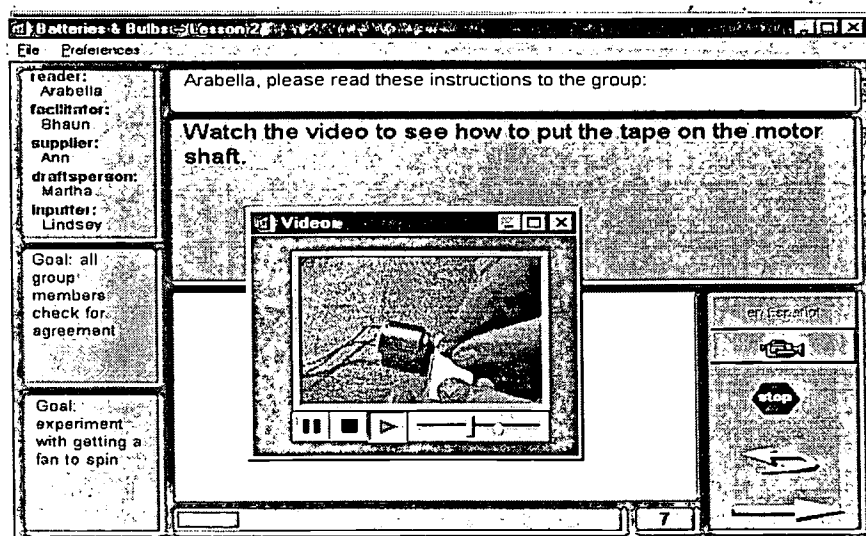 Batteries & Bulbs - Lesson 2
File Preferences
reader:
Arabella
facilitator:
Shaun
supplier:
Ann
draftsperson:
Martha
Inputter:
Lindsey
Goal: all
group
members
check for
agreement
Goal:
experiment
with getting a
fan to spin
Arabella, please read these instructions to the group:
Watch the video to see how to put the tape on the motor
shaft.
Video
en Español
stop
7